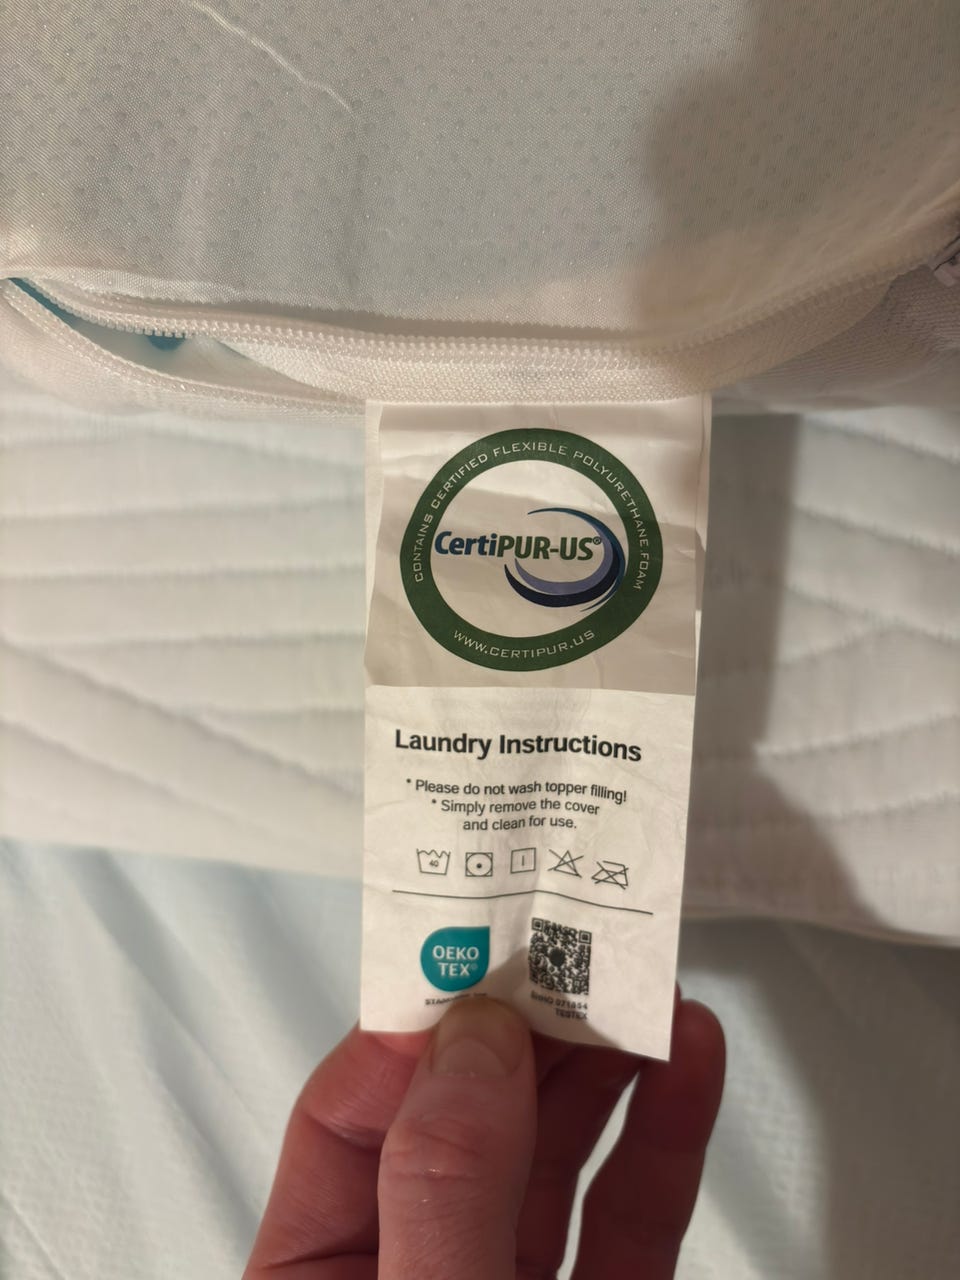 CONTAINS CERTIFIED FLEXIBLE POLYURETHANE FOAM
CertiPUR-US®
WWW.CERTIPUR.US
Laundry Instructions
* Please do not wash topper filling!
* Simply remove the cover
and clean for use.
40
OEKO
TEX®
071854
TESTEX